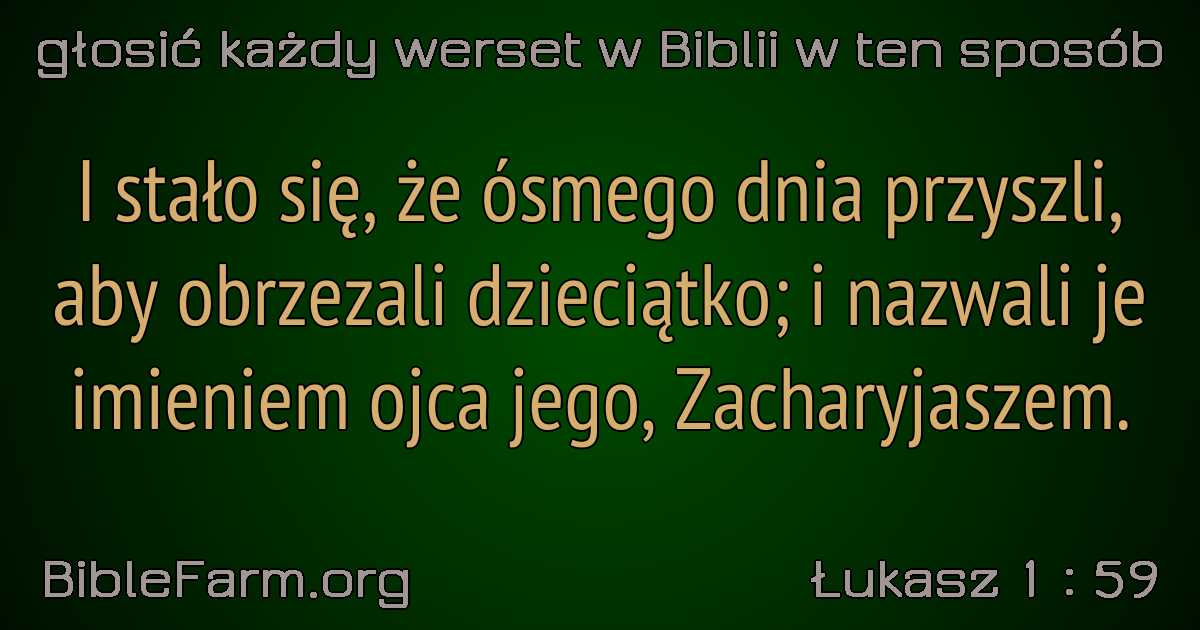 głosić każdy werset w Biblii w ten sposób
I stało się, że ósmego dnia przyszli,
aby obrzezali dzieciątko; i nazwali je
imieniem ojca jego, Zacharyjaszem.
BibleFarm.org
Łukasz 1 : 59